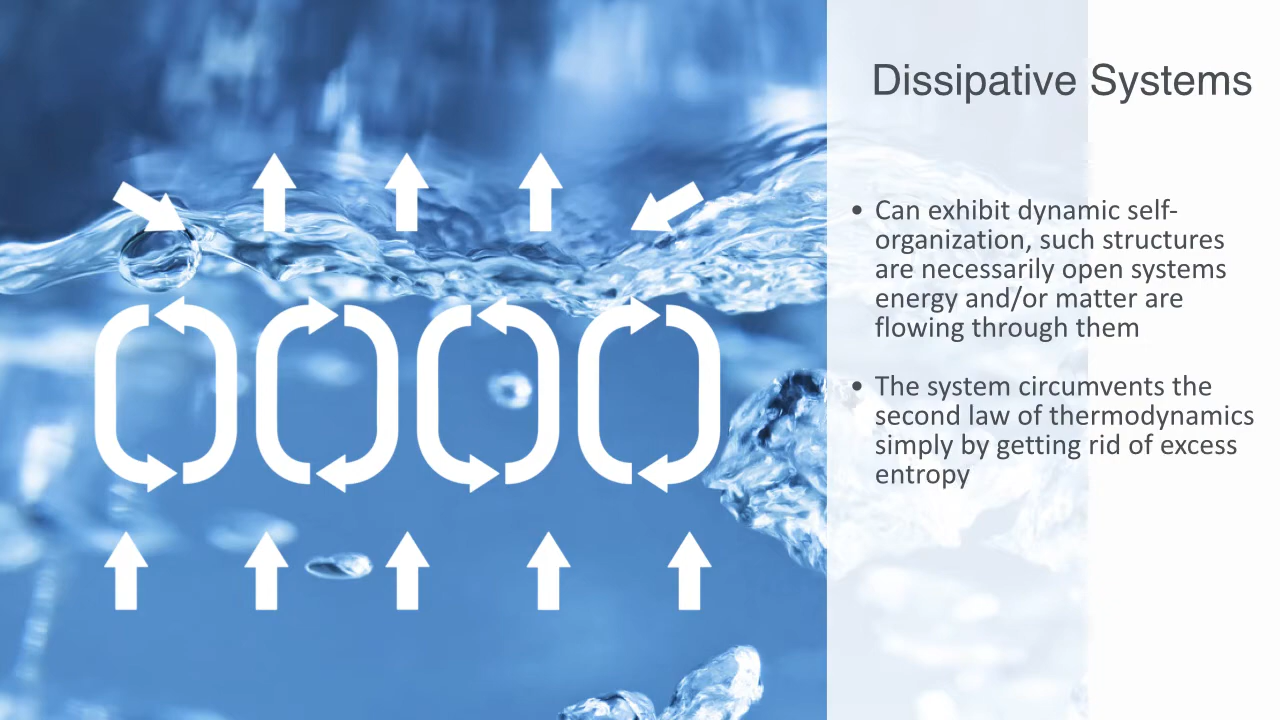 Dissipative Systems
• Can exhibit dynamic self-
organization, such structures
are necessarily open systems
energy and/or matter are
flowing through them
• The system circumvents the
second law of thermodynamics
simply by getting rid of excess
entropy